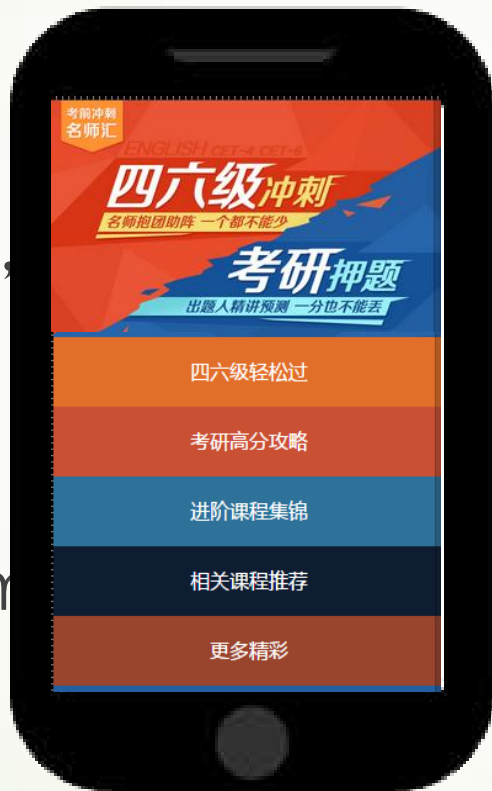 考前冲刺
名师汇
ENGLISH CET-4 CET-6
四六级冲刺
名师抱团助阵 一个都不能少
,
考研押题
出题人精讲预测 一分也不能丢
四六级轻松过
考研高分攻略
进阶课程集锦
相关课程推荐
更多精彩